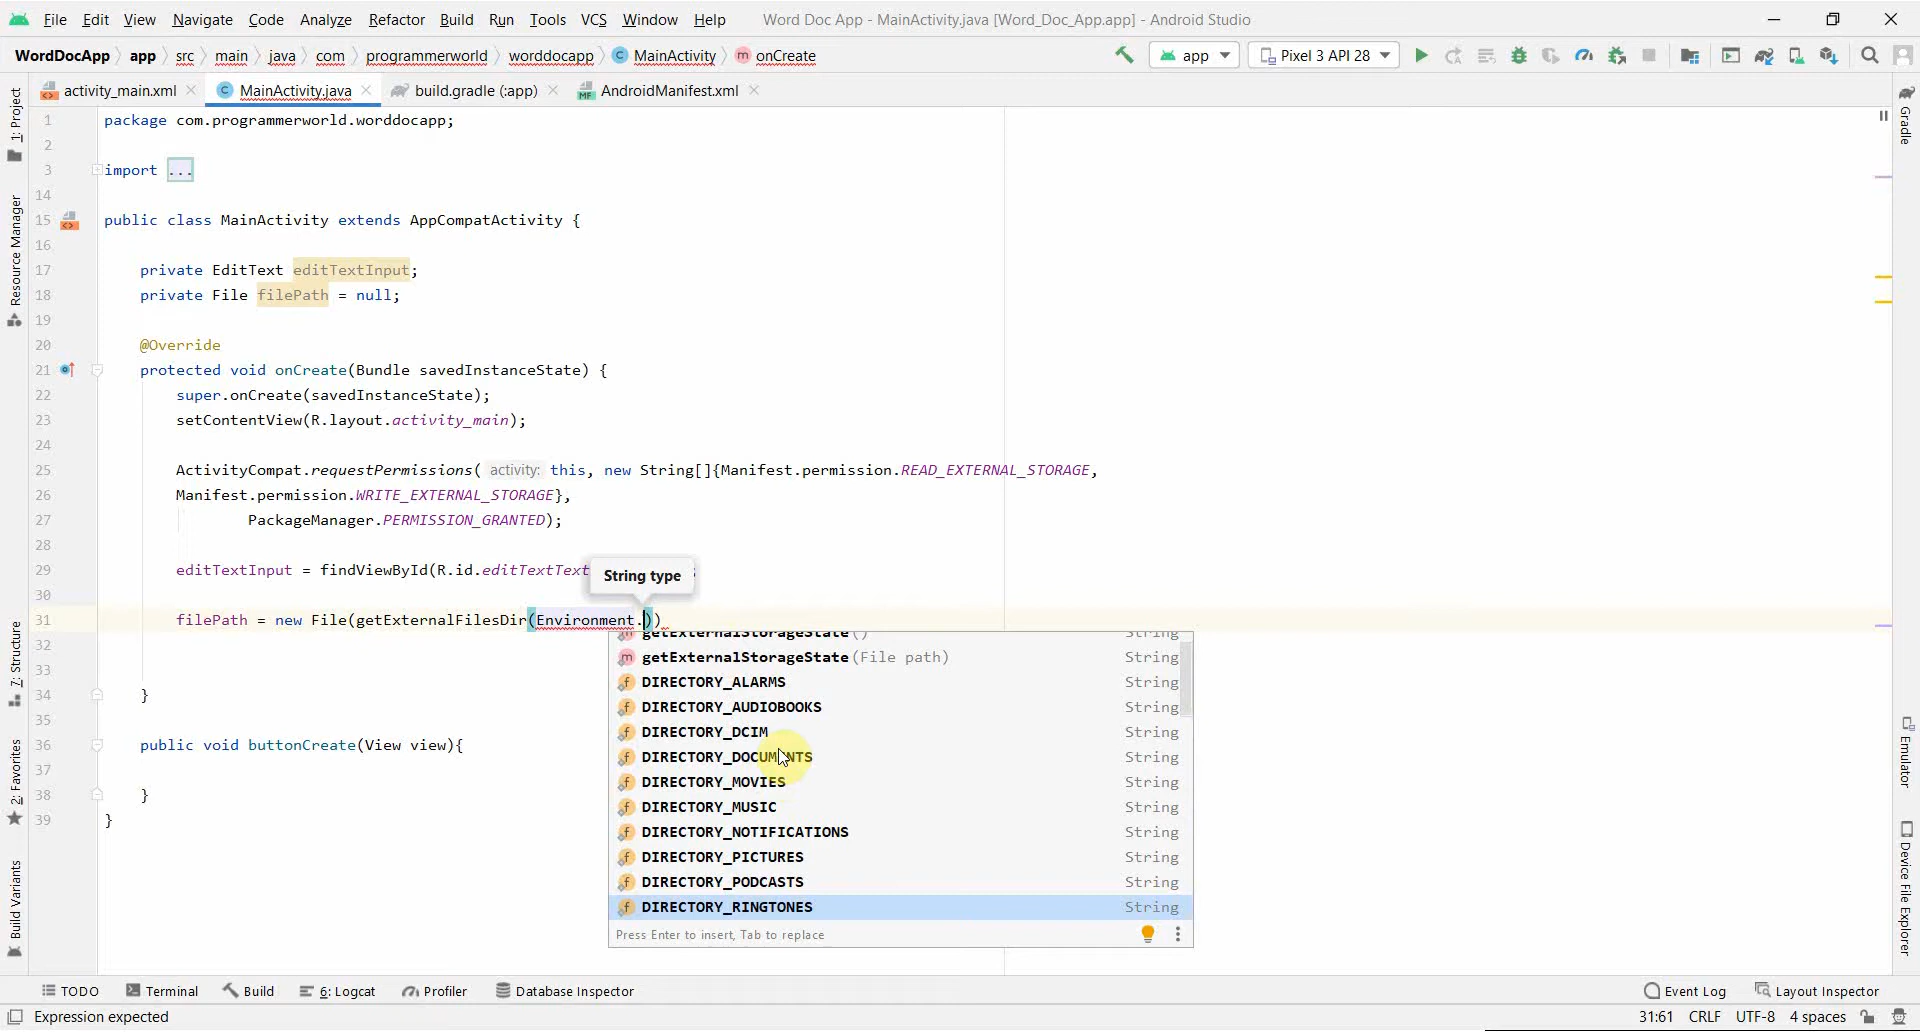 File Edit View Navigate Code Analyze Refactor Build Run Tools VCS Window Help Word Doc App - MainActivity.java [Word_Doc_App.app] - Android Studio
WordDocApp app src main java com programmerworld worddocapp MainActivity onCreate app Pixel 3 API 28
activity_main.xml MainActivity.java build.gradle (:app) AndroidManifest.xml
1: Project
Resource Manager
7: Structure
2: Favorites
Build Variants
1 package com.programmerworld.worddocapp;
2
3 import ...
14
15 public class MainActivity extends AppCompatActivity {
16
17 private EditText editTextInput;
18 private File filePath = null;
19
20 @Override
21 protected void onCreate(Bundle savedInstanceState) {
22 super.onCreate(savedInstanceState);
23 setContentView(R.layout.activity_main);
24
25 ActivityCompat.requestPermissions( activity: this, new String[]{Manifest.permission.READ_EXTERNAL_STORAGE,
26 Manifest.permission.WRITE_EXTERNAL_STORAGE},
27 PackageManager.PERMISSION_GRANTED);
28
29 editTextInput = findViewById(R.id.editTextText
String type
30
31 filePath = new File(getExternalFilesDir(Environment.))
32
33
34 }
35
36 public void buttonCreate(View view){
37
38 }
39 }
getExternalStorageState() String
getExternalStorageState(File path) String
DIRECTORY_ALARMS String
DIRECTORY_AUDIOBOOKS String
DIRECTORY_DCIM String
DIRECTORY_DOCUMENTS String
DIRECTORY_MOVIES String
DIRECTORY_MUSIC String
DIRECTORY_NOTIFICATIONS String
DIRECTORY_PICTURES String
DIRECTORY_PODCASTS String
DIRECTORY_RINGTONES String
Press Enter to insert, Tab to replace
Gradle
Emulator
Device File Explorer
TODO Terminal Build 6: Logcat Profiler Database Inspector Event Log Layout Inspector
Expression expected 31:61 CRLF UTF-8 4 spaces